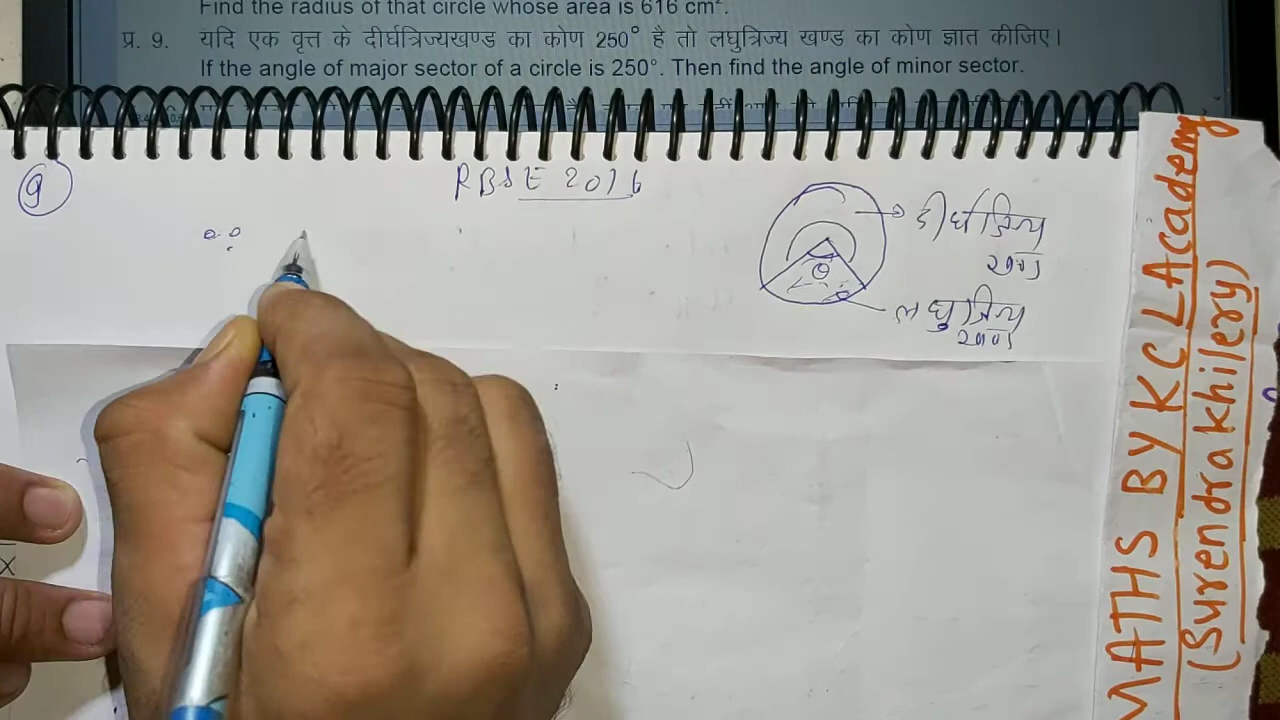 Find the radius of that circle whose area is 616 cm².
प्र. 9. यदि एक वृत्त के दीर्घत्रिज्यखण्ड का कोण 250° है तो लघुत्रिज्य खण्ड का कोण ज्ञात कीजिए।
If the angle of major sector of a circle is 250°. Then find the angle of minor sector.
9
RBSE 2016
दीर्घात्रिज्य
खण्ड
θ
लघुत्रिज्य
खण्ड
x
MATHS BY KCL Academy
(Surendra khilery)